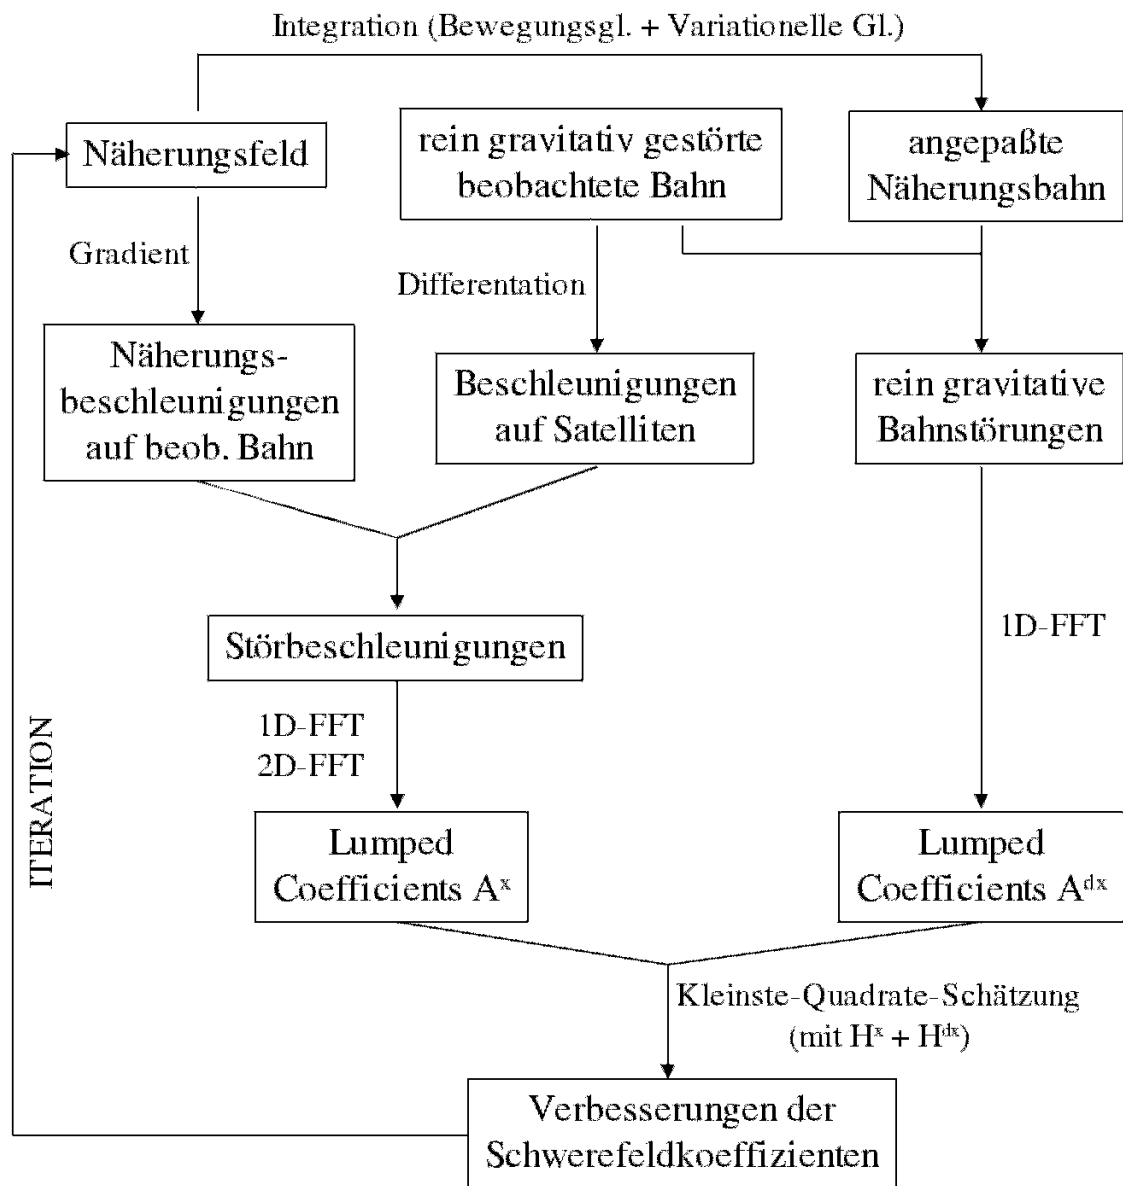 Integration (Bewegungsgl. + Variationelle Gl.)
Näherungsfeld
rein gravitativ gestörte
beobachtete Bahn
angepaßte
Näherungsbahn
Gradient
Differentation
Näherungs-
beschleunigungen
auf beob. Bahn
Beschleunigungen
auf Satelliten
rein gravitative
Bahnstörungen
Störbeschleunigungen
1D-FFT
1D-FFT
2D-FFT
ITERATION
Lumped
Coefficients Aˣ
Lumped
Coefficients Aᵈˣ
Kleinste-Quadrate-Schätzung
(mit Hˣ + Hᵈˣ)
Verbesserungen der
Schwerefeldkoeffizienten